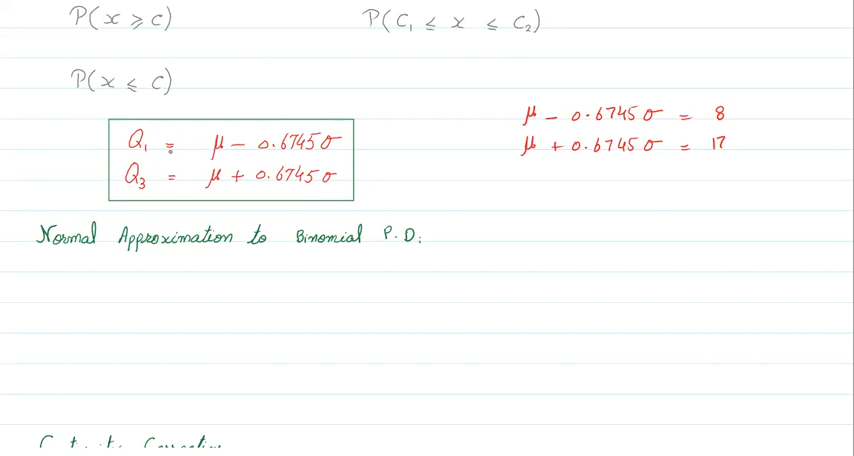 P(x ≥ c)
P(C₁ ≤ x ≤ C₂)
P(x ≤ c)
μ - 0.6745σ = 8
μ + 0.6745σ = 17
Q₁ = μ - 0.6745σ
Q₃ = μ + 0.6745σ
Normal Approximation to Binomial P.D.